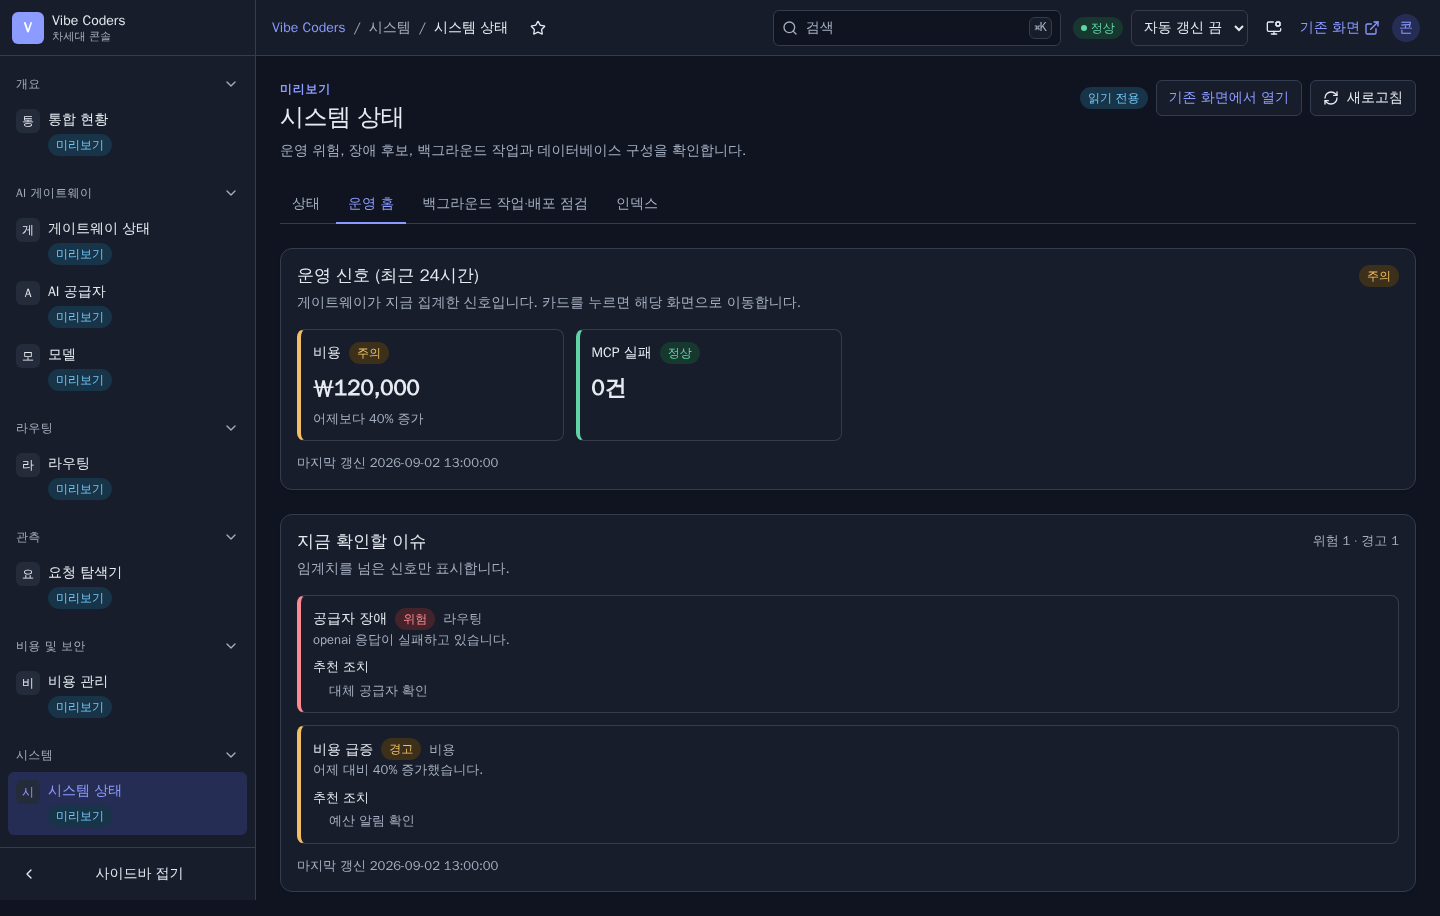 V
Vibe Coders
차세대 콘솔
개요
통 통합 현황
미리보기
AI 게이트웨이
게 게이트웨이 상태
미리보기
A AI 공급자
미리보기
모 모델
미리보기
라우팅
라 라우팅
미리보기
관측
요 요청 탐색기
미리보기
비용 및 보안
비 비용 관리
미리보기
시스템
시 시스템 상태
미리보기
사이드바 접기
Vibe Coders / 시스템 / 시스템 상태
검색 ⌘K
정상
자동 갱신 끔
기존 화면
콘
미리보기
시스템 상태
운영 위험, 장애 후보, 백그라운드 작업과 데이터베이스 구성을 확인합니다.
읽기 전용
기존 화면에서 열기
새로고침
상태 운영 홈 백그라운드 작업·배포 점검 인덱스
운영 신호 (최근 24시간)
주의
게이트웨이가 지금 집계한 신호입니다. 카드를 누르면 해당 화면으로 이동합니다.
비용 주의
₩120,000
어제보다 40% 증가
MCP 실패 정상
0건
마지막 갱신 2026-09-02 13:00:00
지금 확인할 이슈
위험 1 · 경고 1
임계치를 넘은 신호만 표시합니다.
공급자 장애 위험 라우팅
openai 응답이 실패하고 있습니다.
추천 조치
대체 공급자 확인
비용 급증 경고 비용
어제 대비 40% 증가했습니다.
추천 조치
예산 알림 확인
마지막 갱신 2026-09-02 13:00:00